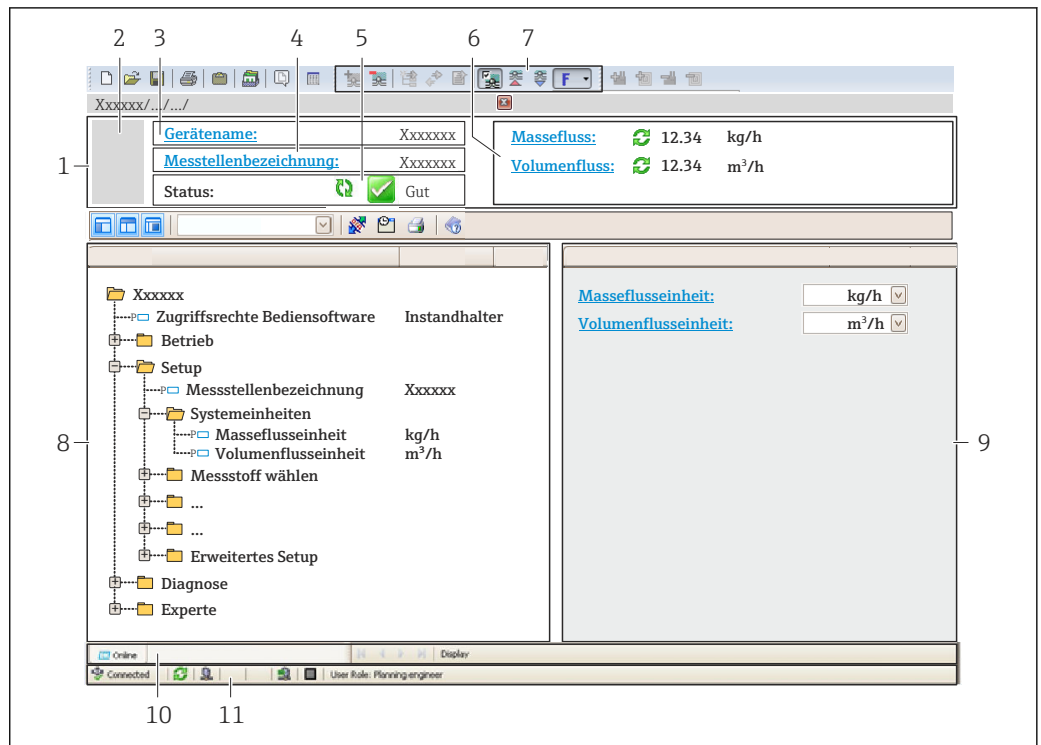 2 3 4 5 6 7
F
Xxxxxx/.../.../
1
Gerätename: Xxxxxxx
Messtellenbezeichnung: Xxxxxxx
Status: Gut
Massefluss: 12.34 kg/h
Volumenfluss: 12.34 m³/h
Xxxxxx
P Zugriffsrechte Bediensoftware Instandhalter
Betrieb
Setup
P Messstellenbezeichnung Xxxxxx
Systemeinheiten
P Masseflusseinheit kg/h
P Volumenflusseinheit m³/h
Messstoff wählen
...
...
Erweitertes Setup
Diagnose
Experte
8
Masseflusseinheit: kg/h
Volumenflusseinheit: m³/h
9
Online Display
Connected User Role: Planning engineer
10 11